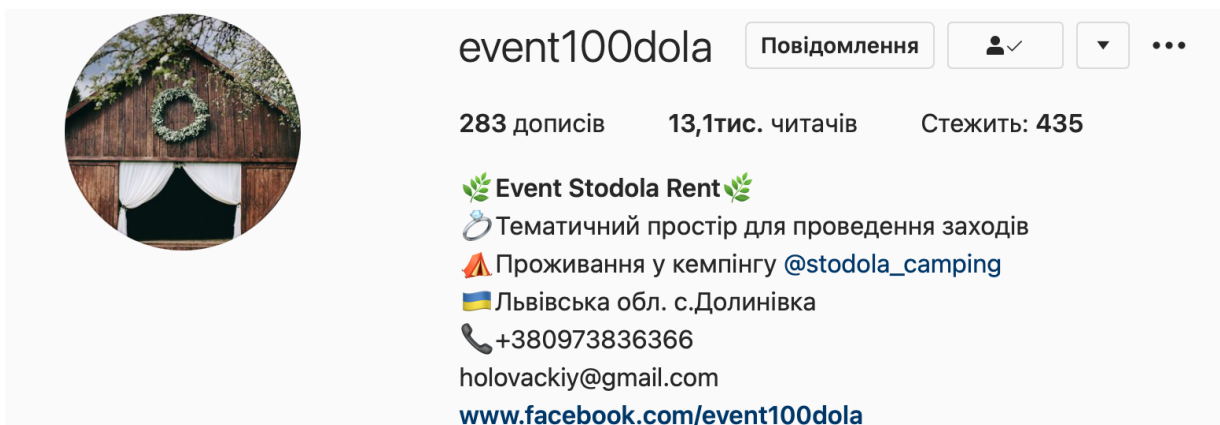 event100dola Повідомлення
283 дописів 13,1тис. читачів Стежить: 435
🌿Event Stodola Rent🌿
💍Тематичний простір для проведення заходів
⛺Проживання у кемпінгу @stodola_camping
🇺🇦Львівська обл. с.Долинівка
📞+380973836366
holovackiy@gmail.com
www.facebook.com/event100dola